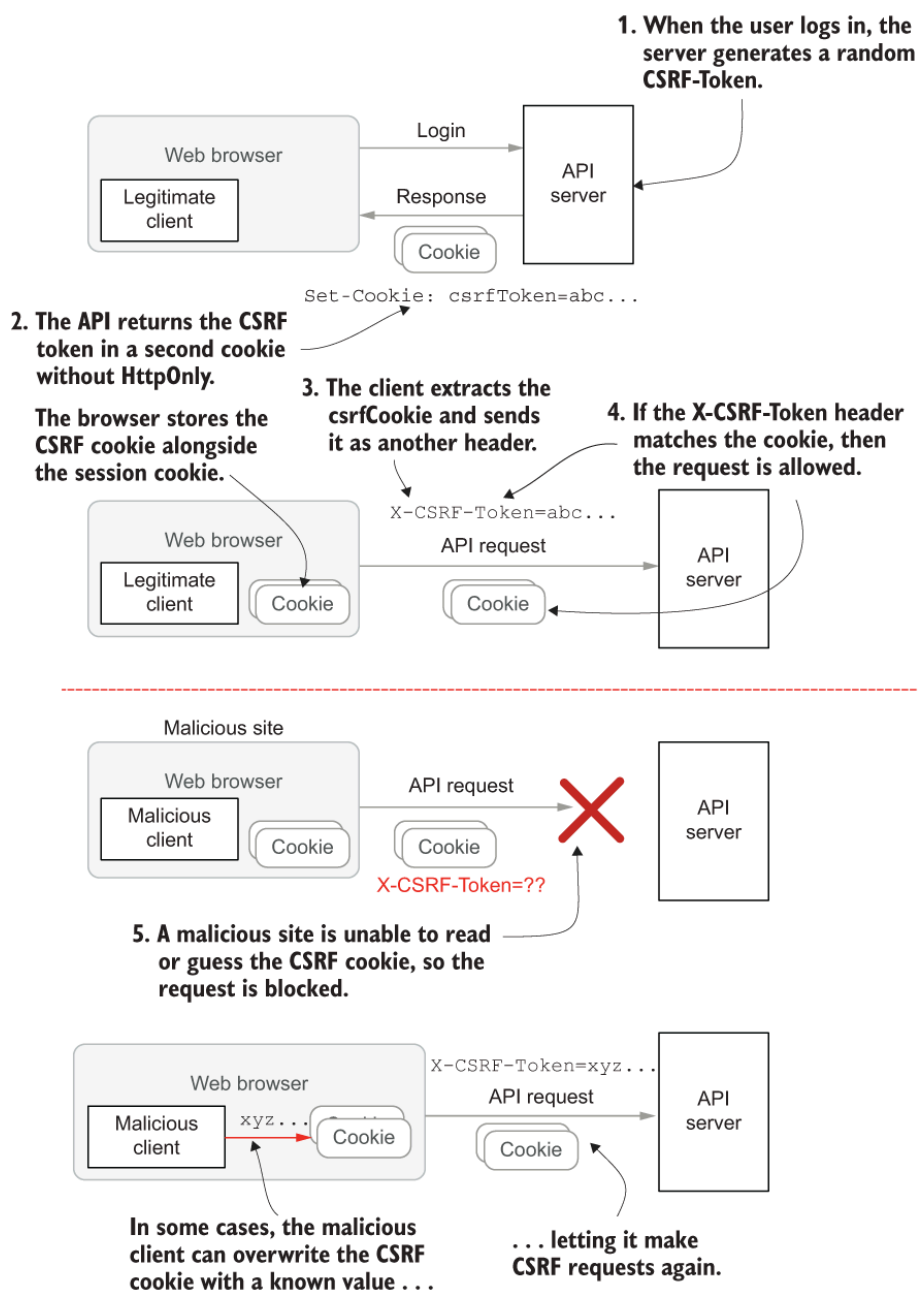 1. When the user logs in, the
server generates a random
CSRF-Token.
Login
Web browser
API
server
Legitimate
client
Response
Cookie
Set-Cookie: csrfToken=abc...
2. The API returns the CSRF
token in a second cookie
without HttpOnly.
The browser stores the
CSRF cookie alongside
the session cookie.
3. The client extracts the
csrfCookie and sends
it as another header.
4. If the X-CSRF-Token header
matches the cookie, then
the request is allowed.
X-CSRF-Token=abc...
Web browser
API request
API
server
Legitimate
client
Cookie
Cookie
Malicious site
Web browser
API request
Malicious
client
Cookie
Cookie
API
server
X-CSRF-Token=??
5. A malicious site is unable to read
or guess the CSRF cookie, so the
request is blocked.
X-CSRF-Token=xyz...
Web browser
API request
API
server
Malicious
client
xyz...
Cookie
Cookie
In some cases, the malicious
client can overwrite the CSRF
cookie with a known value . . .
. . . letting it make
CSRF requests again.